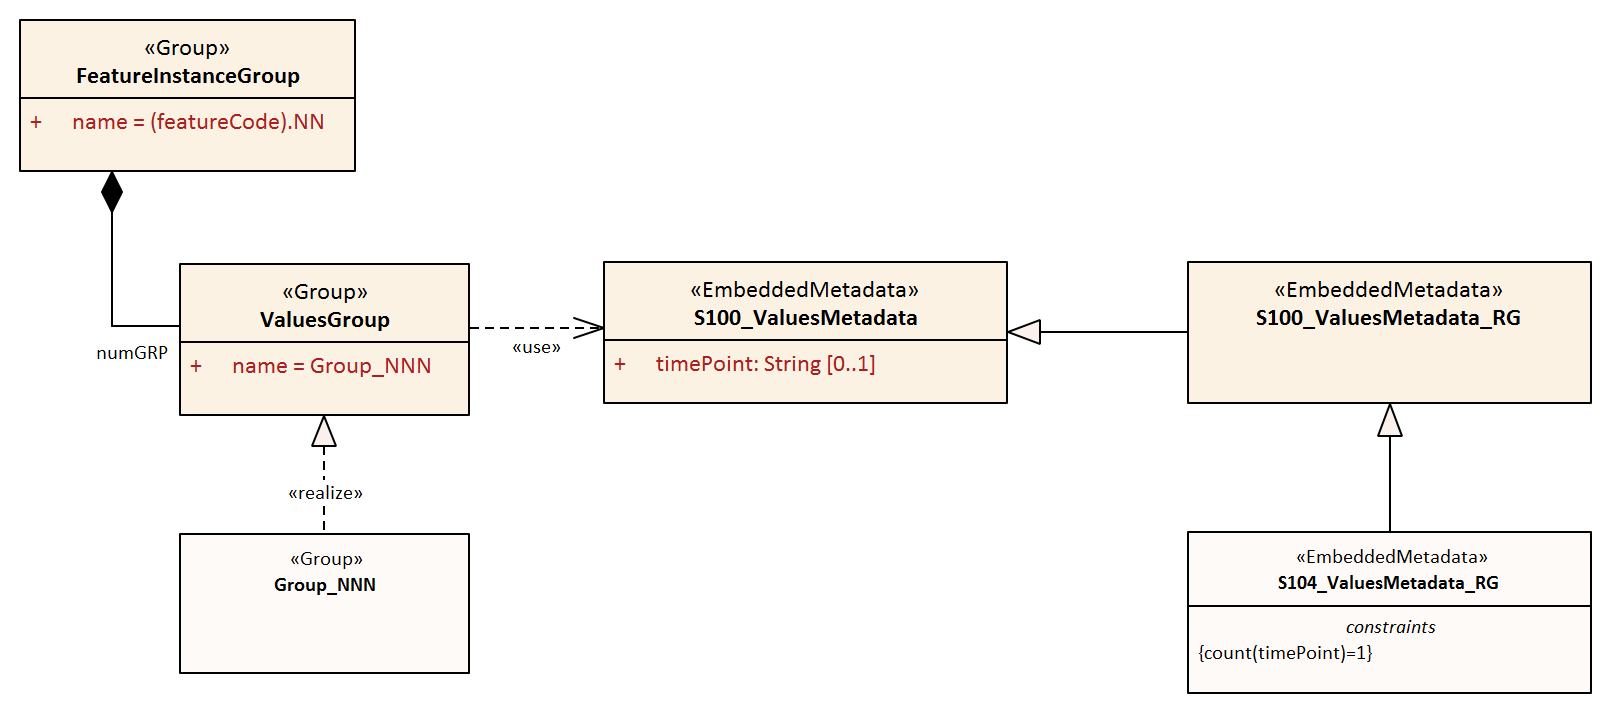 «Group»
FeatureInstanceGroup
+ name = (featureCode).NN
«Group»
ValuesGroup
+ name = Group_NNN
numGRP
«use»
«EmbeddedMetadata»
S100_ValuesMetadata
+ timePoint: String [0..1]
«EmbeddedMetadata»
S100_ValuesMetadata_RG
«realize»
«Group»
Group_NNN
«EmbeddedMetadata»
S104_ValuesMetadata_RG
constraints
{count(timePoint)=1}